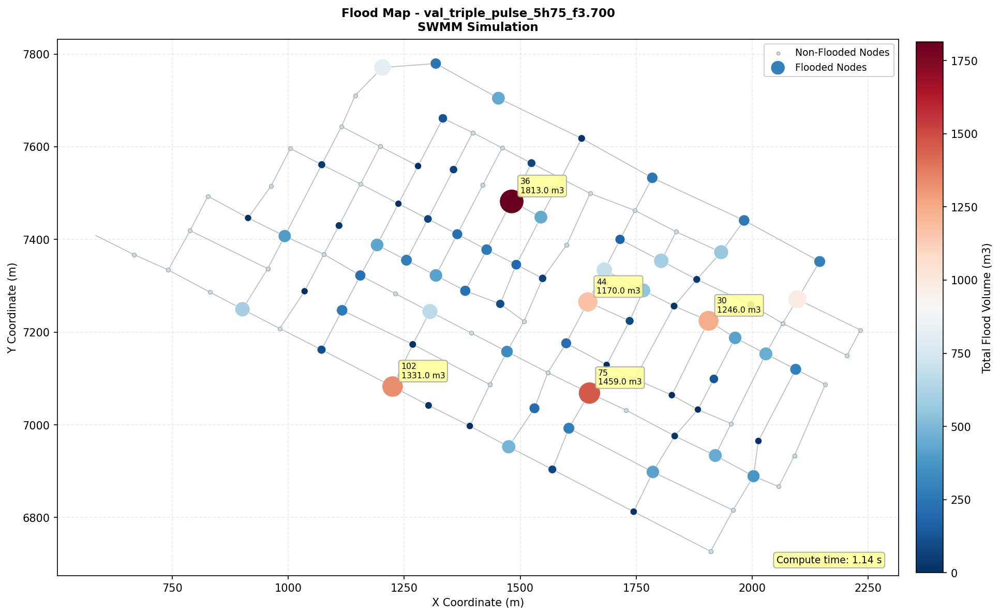 Flood Map - val_triple_pulse_5h75_f3.700
SWMM Simulation
Non-Flooded Nodes
Flooded Nodes
36
1813.0 m3
44
1170.0 m3
30
1246.0 m3
102
1331.0 m3
75
1459.0 m3
Compute time: 1.14 s
7800
7600
7400
7200
7000
6800
Y Coordinate (m)
750
1000
1250
1500
1750
2000
2250
X Coordinate (m)
1750
1500
1250
1000
750
500
250
0
Total Flood Volume (m3)